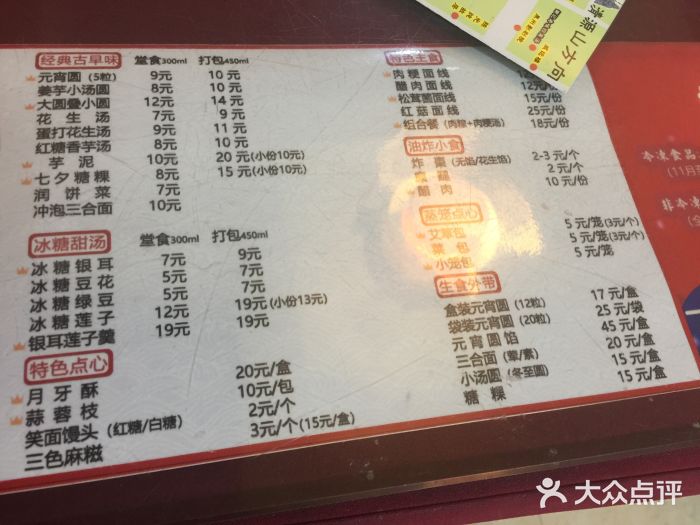 经典古早味 堂食300ml 打包450ml
元宵圆（5粒） 9元 10元
姜芋小汤圆 8元 10元
大圆叠小圆 12元 14元
花生汤 7元 9元
蛋打花生汤 9元 11元
红糖香芋汤 8元 10元
芋泥 10元 20元（小份10元）
七夕糖粿 8元 15元（小份10元）
润饼菜 7元
冲泡三合面 10元
冰糖甜汤 堂食300ml 打包450ml
冰糖银耳 7元 9元
冰糖豆花 5元 7元
冰糖绿豆 5元 7元
冰糖莲子 12元 19元（小份13元）
银耳莲子羹 19元 19元
特色点心
月牙酥 20元/盒
蒜蓉枝 10元/包
笑面馒头（红糖/白糖） 2元/个
三色麻糍 3元/个（15元/盒）
特色主食
肉粳面线
醋肉面线 12元/份
松茸菌面线 15元/份
红菇面线 25元/份
组合餐（肉粽+肉粳汤） 18元/份
油炸小食
炸枣（无馅/花生馅） 2-3元/个
2元/个
醋肉 10元/份
蒸笼点心
艾草包 5元/笼（3元/个）
菜包 5元/笼（3元/个）
小笼包 5元/笼
生食外带
盒装元宵圆（12粒） 17元/盒
袋装元宵圆（20粒） 25元/袋
元宵圆馅 45元/盒
三合面（荤/素） 20元/盒
小汤圆（冬至圆） 15元/盒
糖粿 15元/盒
清源山方向
冷冻食品
（11月至
非冷冻
大众点评